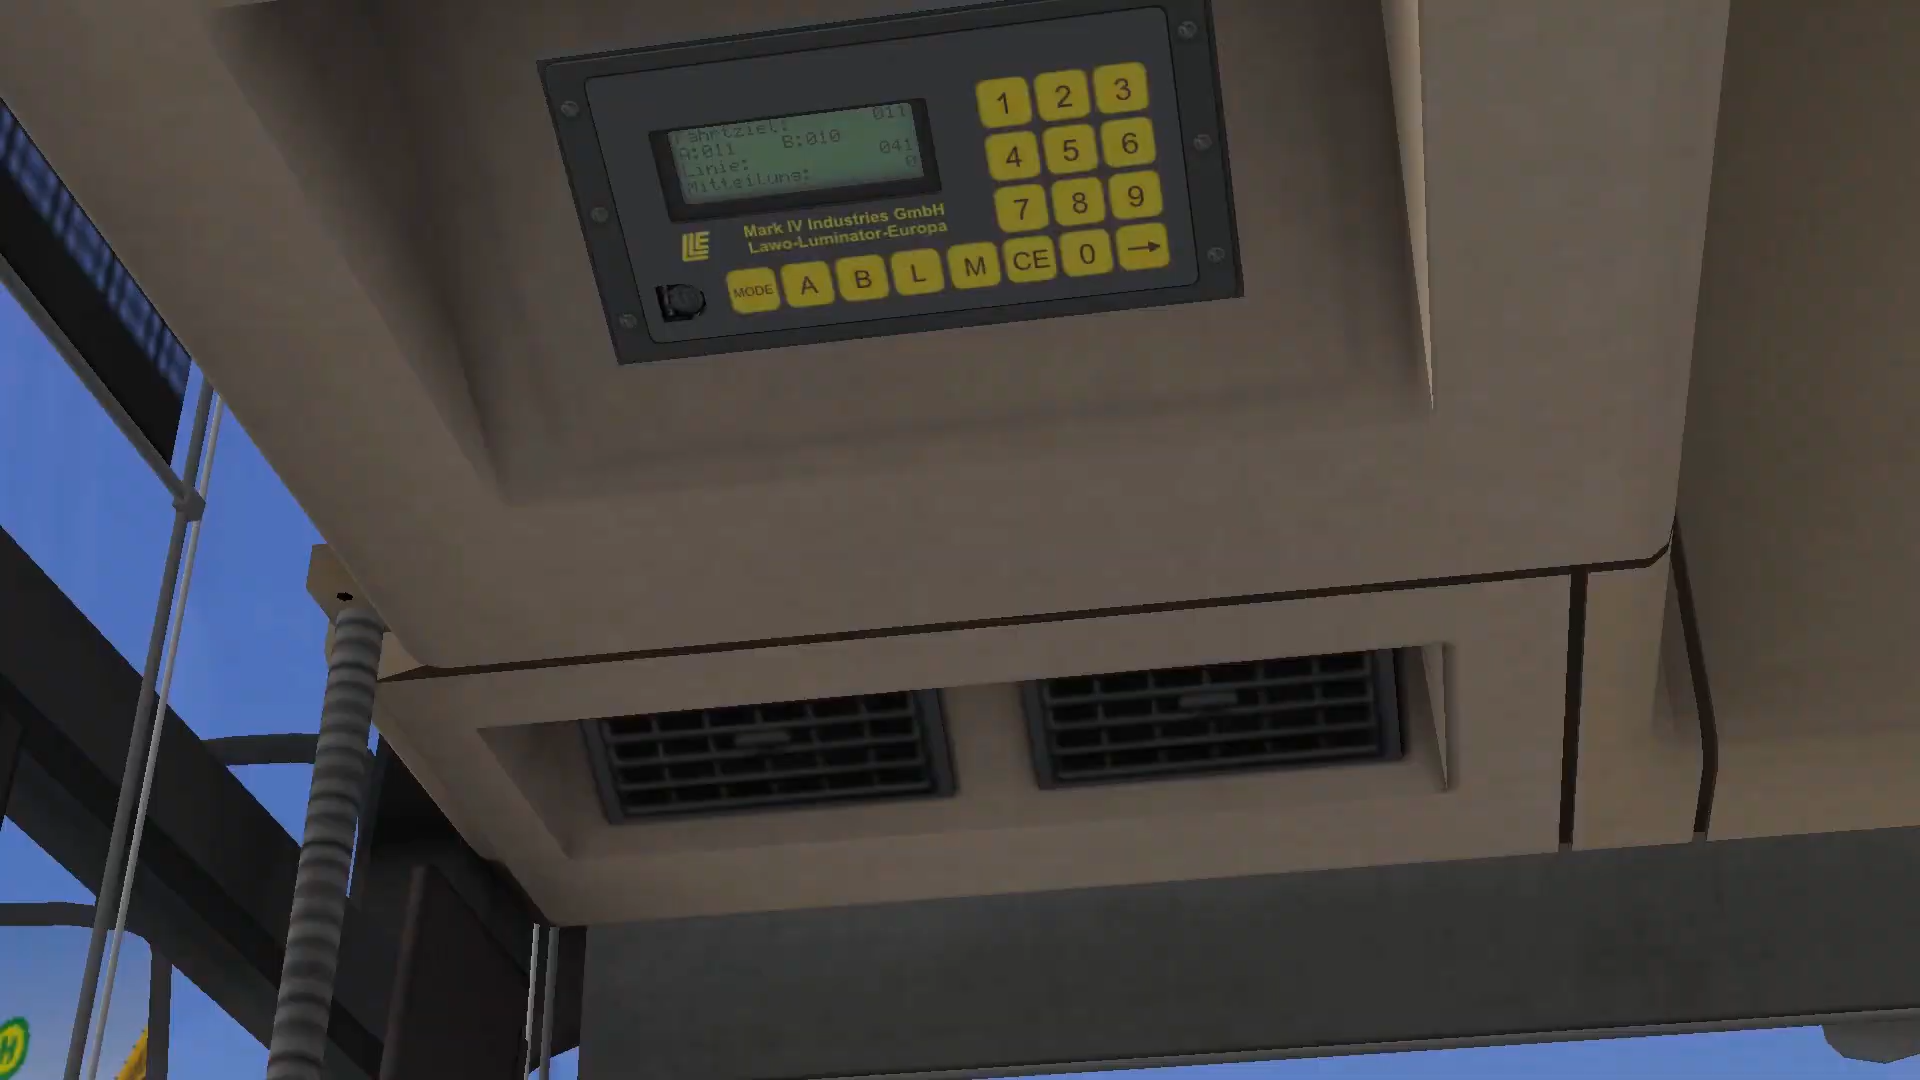 Fahrtziel: 011
A:011 B:010
Linie: 041
Mitteilung: 0
LLE
Mark IV Industries GmbH
Lawo-Luminator-Europa
1 2 3
4 5 6
7 8 9
MODE A B L M CE 0 →
H